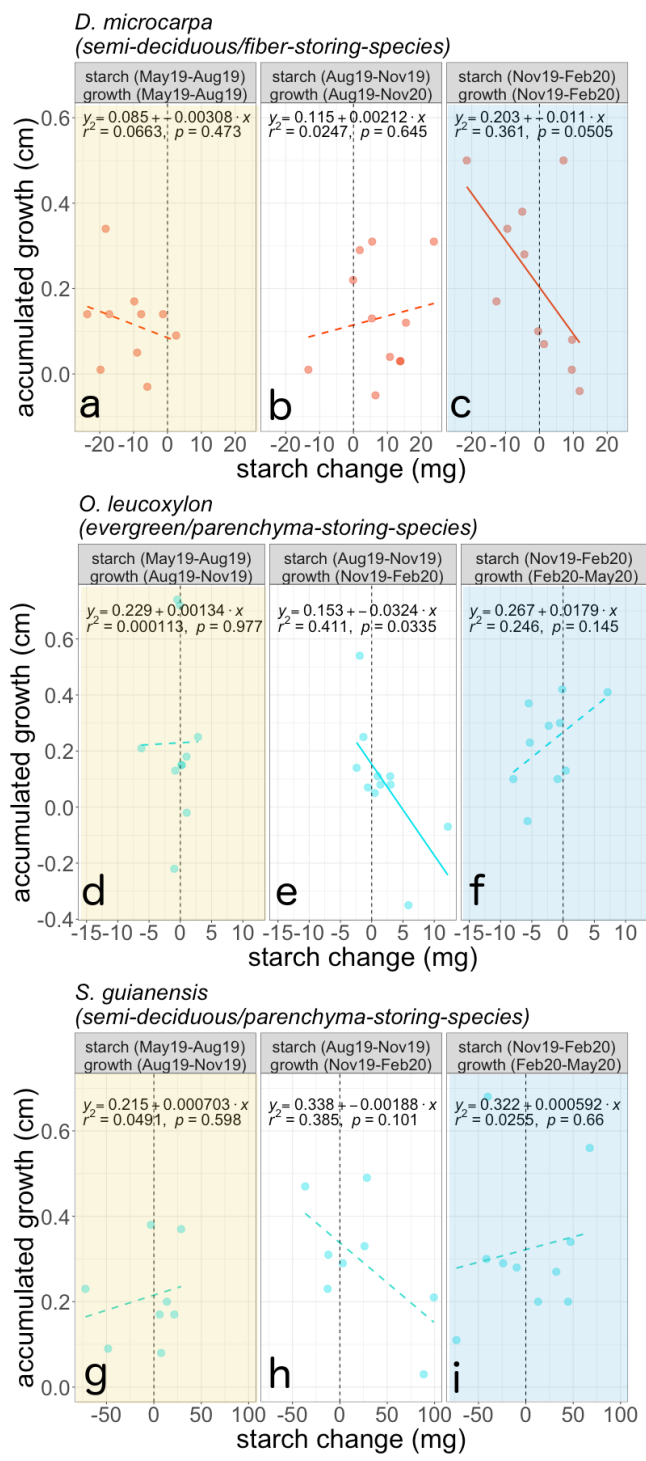 D. microcarpa
(semi-deciduous/fiber-storing-species)
starch (May19-Aug19)
growth (May19-Aug19)
starch (Aug19-Nov19)
growth (Aug19-Nov20)
starch (Nov19-Feb20)
growth (Nov19-Feb20)
y = 0.085 + -0.00308 · x
r² = 0.0663, p = 0.473
y = 0.115 + 0.00212 · x
r² = 0.0247, p = 0.645
y = 0.203 + -0.011 · x
r² = 0.361, p = 0.0505
accumulated growth (cm)
0.6
0.4
0.2
0.0
a
b
c
-20 -10 0 10 20
-20 -10 0 10 20
-20 -10 0 10 20
starch change (mg)
O. leucoxylon
(evergreen/parenchyma-storing-species)
starch (May19-Aug19)
growth (Aug19-Nov19)
starch (Aug19-Nov19)
growth (Nov19-Feb20)
starch (Nov19-Feb20)
growth (Feb20-May20)
y = 0.229 + 0.00134 · x
r² = 0.000113, p = 0.977
y = 0.153 + -0.0324 · x
r² = 0.411, p = 0.0335
y = 0.267 + 0.0179 · x
r² = 0.246, p = 0.145
accumulated growth (cm)
0.6
0.4
0.2
0.0
-0.2
-0.4
d
e
f
-15 -10 -5 0 5 10
-15 -10 -5 0 5 10
-15 -10 -5 0 5 10
starch change (mg)
S. guianensis
(semi-deciduous/parenchyma-storing-species)
starch (May19-Aug19)
growth (Aug19-Nov19)
starch (Aug19-Nov19)
growth (Nov19-Feb20)
starch (Nov19-Feb20)
growth (Feb20-May20)
y = 0.215 + 0.000703 · x
r² = 0.0491, p = 0.598
y = 0.338 + -0.00188 · x
r² = 0.385, p = 0.101
y = 0.322 + 0.000592 · x
r² = 0.0255, p = 0.66
accumulated growth (cm)
0.6
0.4
0.2
0.0
g
h
i
-50 0 50 100
-50 0 50 100
-50 0 50 100
starch change (mg)